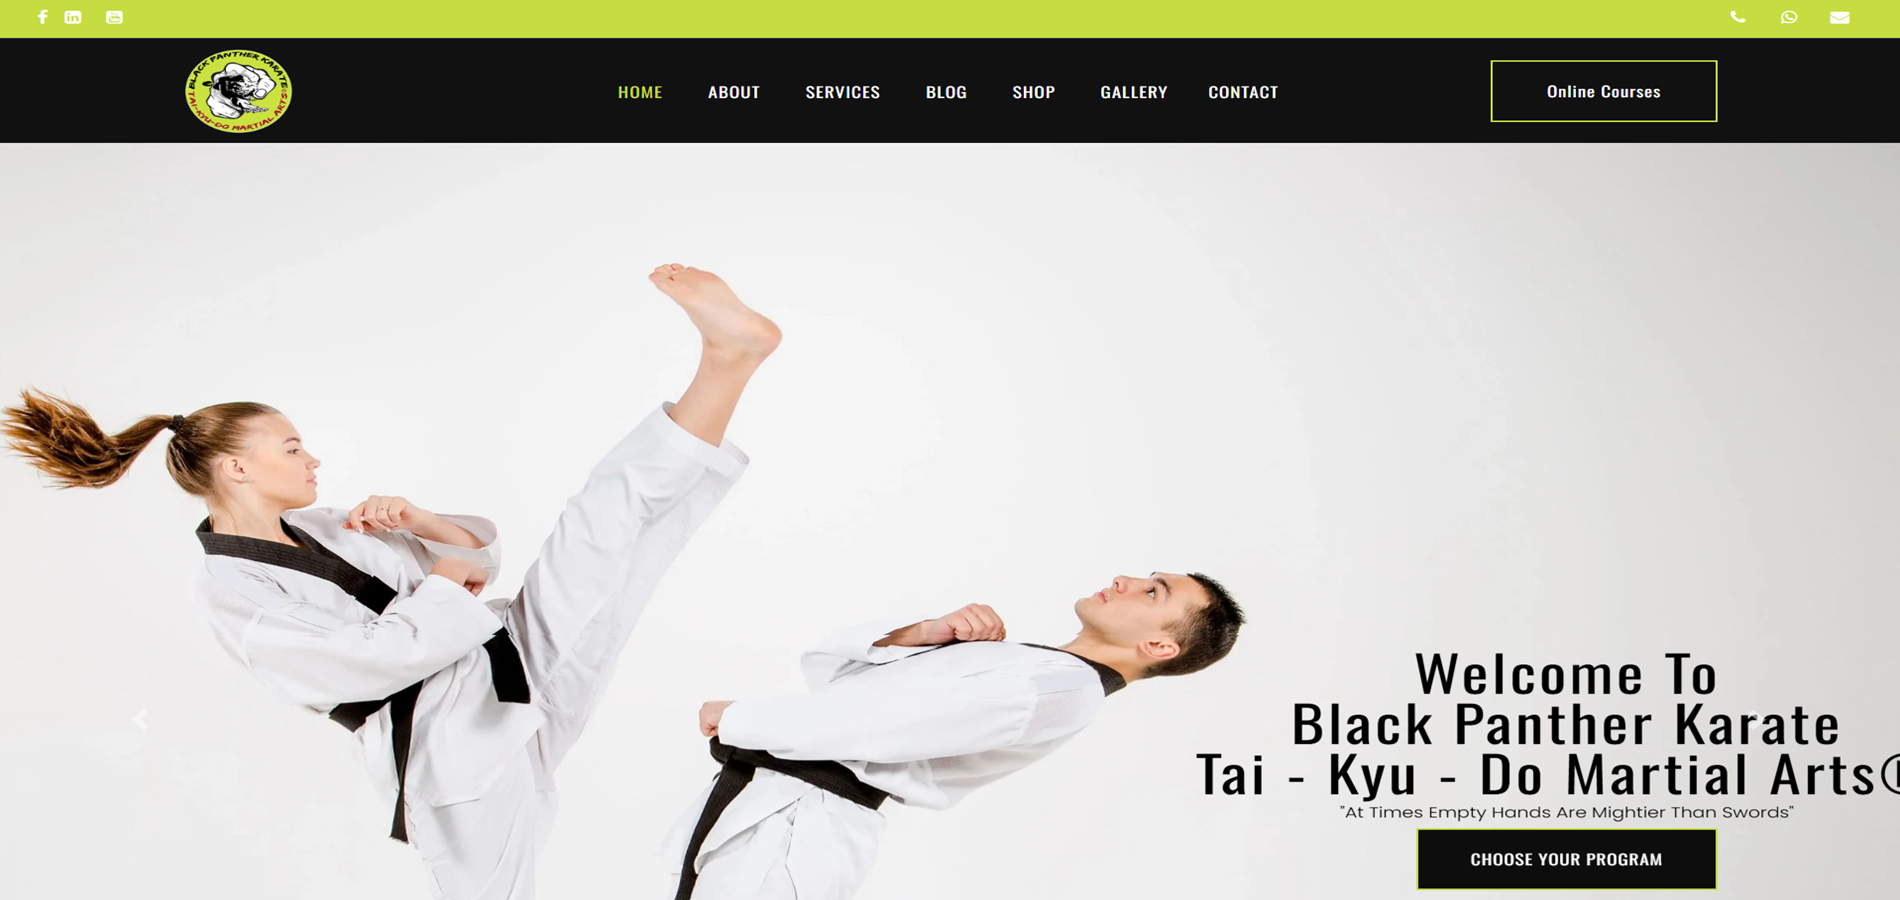 BLACK PANTHER KARATE
TAI-KYU-DO MARTIAL ARTS
HOME
ABOUT
SERVICES
BLOG
SHOP
GALLERY
CONTACT
Online Courses
Welcome To
Black Panther Karate
Tai - Kyu - Do Martial Arts®
"At Times Empty Hands Are Mightier Than Swords"
CHOOSE YOUR PROGRAM